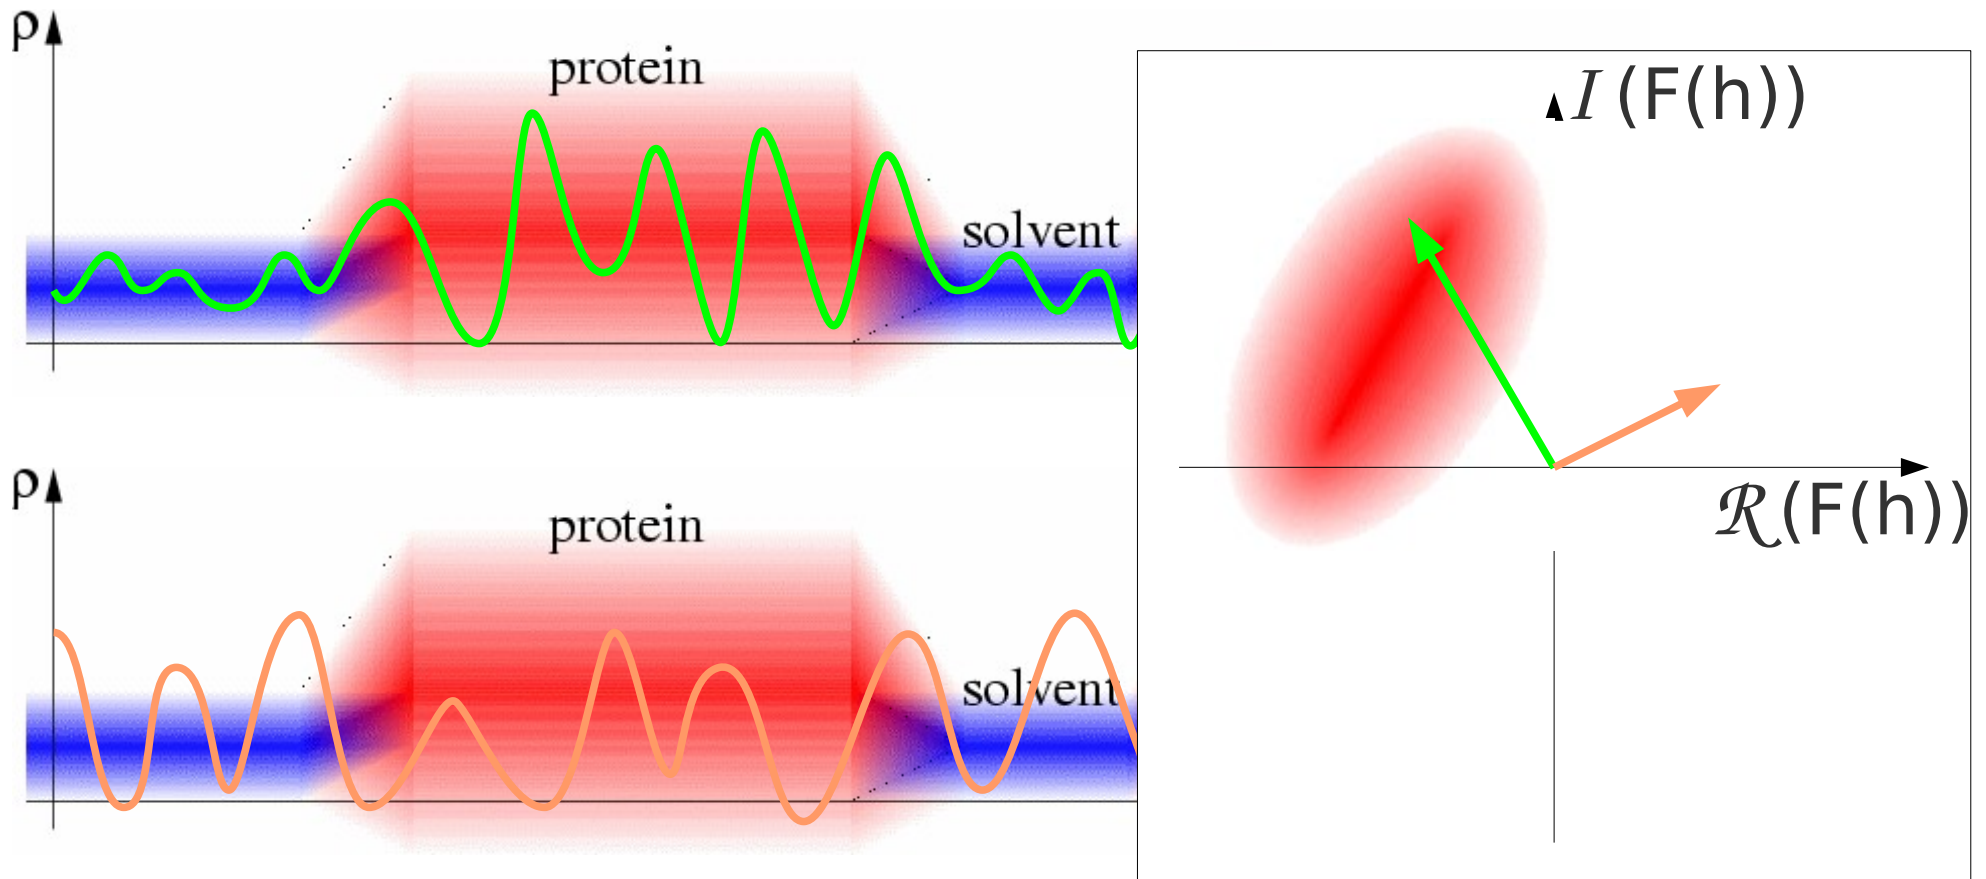 ρ
protein
solvent
ρ
protein
solvent
ℐ (F(h))
ℛ(F(h))